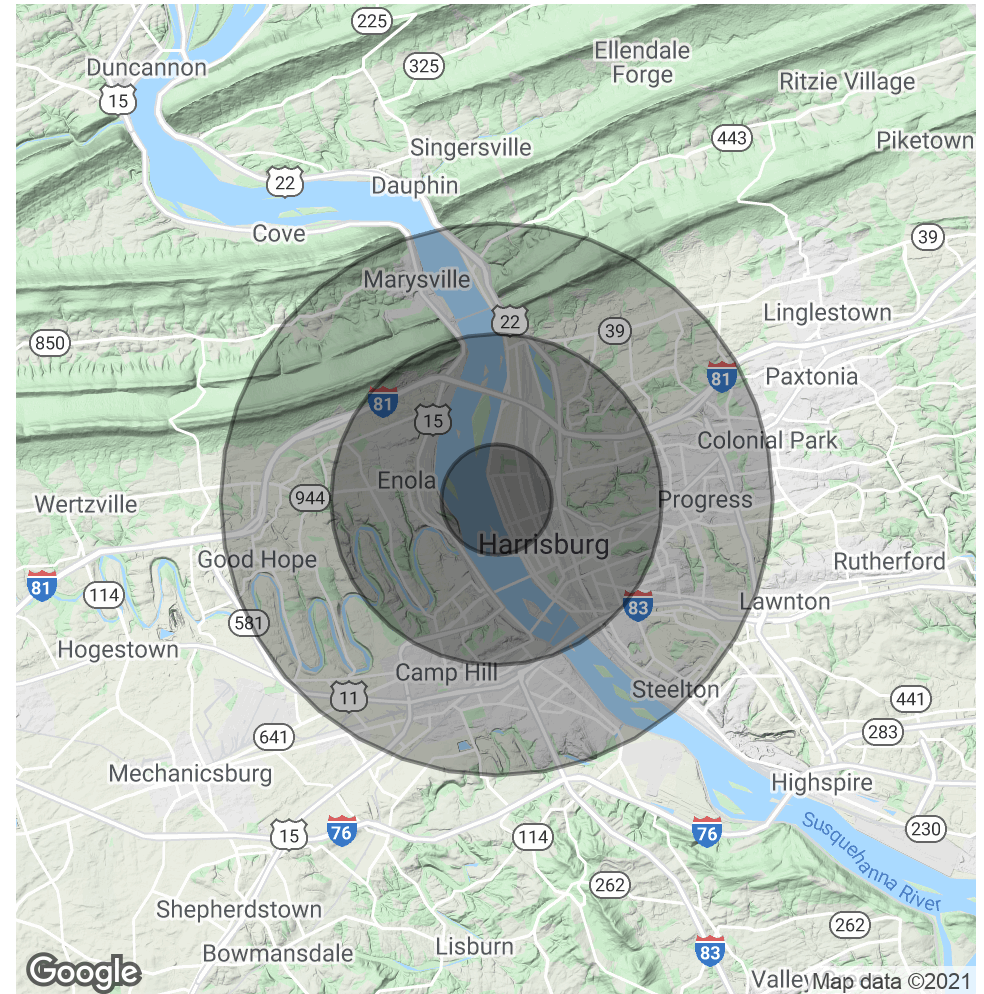 225
Duncannon
325
Ellendale
Forge
Ritzie Village
15
443
Piketown
Singersville
22
Dauphin
Cove
39
Marysville
Linglestown
22
39
850
81
Paxtonia
81
15
Colonial Park
Enola
944
Progress
Wertzville
Harrisburg
Good Hope
Rutherford
81
114
83
Lawnton
581
Hogestown
Camp Hill
11
Steelton
441
641
283
Mechanicsburg
Highspire
15
76
114
76
230
Susquehanna River
262
Shepherdstown
262
Bowmansdale
Lisburn
83
Google
Valley
Map data ©2021